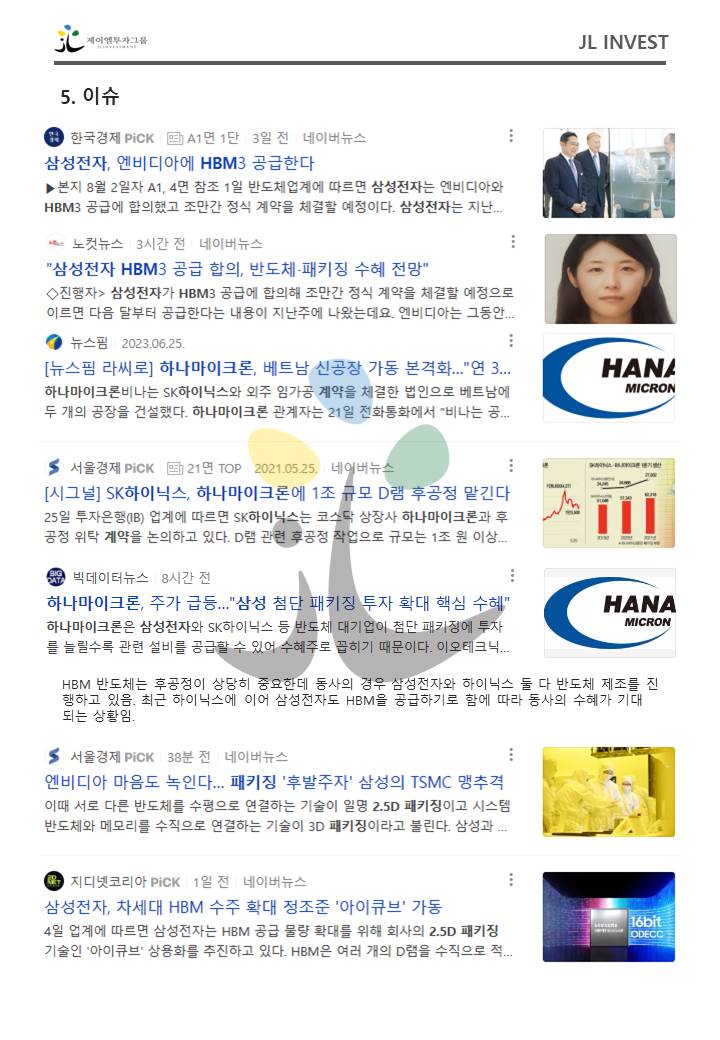 제이엘투자그룹
JL INVESTMENT
JL INVEST
5. 이슈
한국경제 PiCK A1면 1단 3일 전 네이버뉴스
삼성전자, 엔비디아에 HBM3 공급한다
▶본지 8월 2일자 A1, 4면 참조 1일 반도체업계에 따르면 삼성전자는 엔비디아와
HBM3 공급에 합의했고 조만간 정식 계약을 체결할 예정이다. 삼성전자는 지난...
노컷뉴스 3시간 전 네이버뉴스
"삼성전자 HBM3 공급 합의, 반도체·패키징 수혜 전망"
◇진행자> 삼성전자가 HBM3 공급에 합의해 조만간 정식 계약을 체결할 예정으로
이르면 다음 달부터 공급한다는 내용이 지난주에 나왔는데요. 엔비디아는 그동안...
뉴스핌 2023.06.25.
[뉴스핌 라씨로] 하나마이크론, 베트남 신공장 가동 본격화..."연 3...
하나마이크론비나는 SK하이닉스와 외주 임가공 계약을 체결한 법인으로 베트남에
두 개의 공장을 건설했다. 하나마이크론 관계자는 21일 전화통화에서 "비나는 공...
HANA
MICRON
서울경제 PiCK 21면 TOP 2021.05.25. 네이버뉴스
[시그널] SK하이닉스, 하나마이크론에 1조 규모 D램 후공정 맡긴다
25일 투자은행(IB) 업계에 따르면 SK하이닉스는 코스닥 상장사 하나마이크론과 후
공정 위탁 계약을 논의하고 있다. D램 관련 후공정 작업으로 규모는 1조 원 이상...
BIG
DATA
빅데이터뉴스 8시간 전
하나마이크론, 주가 급등..."삼성 첨단 패키징 투자 확대 핵심 수혜"
하나마이크론은 삼성전자와 SK하이닉스 등 반도체 대기업이 첨단 패키징에 투자
를 늘릴수록 관련 설비를 공급할 수 있어 수혜주로 꼽히기 때문이다. 이오테크닉...
HANA
MICRON
HBM 반도체는 후공정이 상당히 중요한데 동사의 경우 삼성전자와 하이닉스 둘 다 반도체 제조를 진
행하고 있음. 최근 하이닉스에 이어 삼성전자도 HBM을 공급하기로 함에 따라 동사의 수혜가 기대
되는 상황임.
서울경제 PiCK 38분 전 네이버뉴스
엔비디아 마음도 녹인다... 패키징 '후발주자' 삼성의 TSMC 맹추격
이때 서로 다른 반도체를 수평으로 연결하는 기술이 일명 2.5D 패키징이고 시스템
반도체와 메모리를 수직으로 연결하는 기술이 3D 패키징이라고 불린다. 삼성과 ...
지디넷코리아 PiCK 1일 전 네이버뉴스
삼성전자, 차세대 HBM 수주 확대 정조준 '아이큐브' 가동
4일 업계에 따르면 삼성전자는 HBM 공급 물량 확대를 위해 회사의 2.5D 패키징
기술인 '아이큐브' 상용화를 추진하고 있다. HBM은 여러 개의 D램을 수직으로 적...
16bit
ODECC